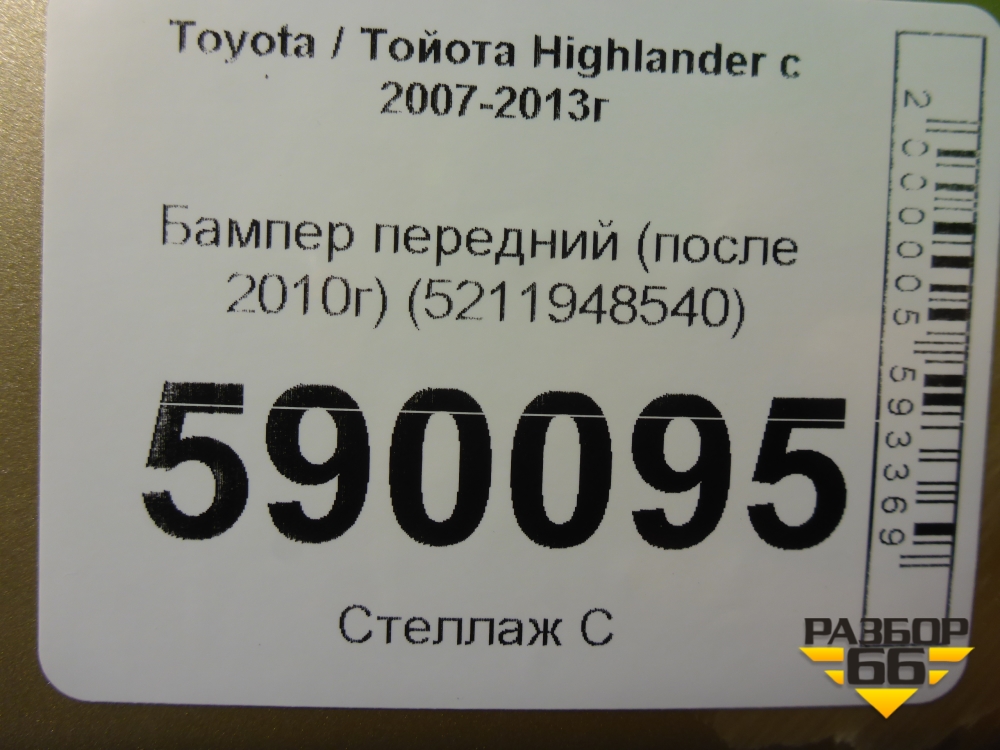 Toyota / Тойота Highlander с
2007-2013г
Бампер передний (после
2010г) (5211948540)
590095
Стеллаж С
2000005593369
РАЗБОР
66